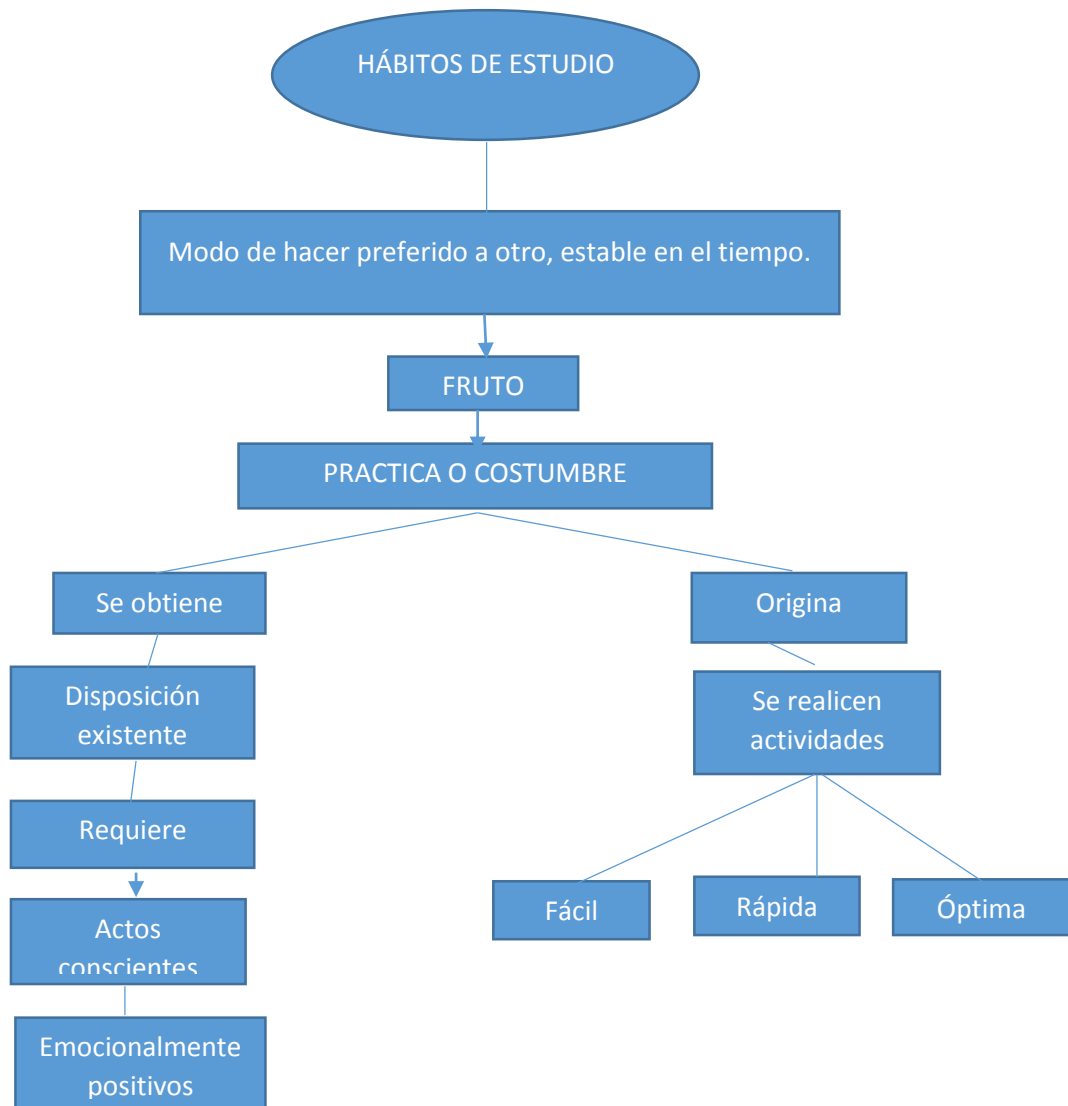 HÁBITOS DE ESTUDIO
Modo de hacer preferido a otro, estable en el tiempo.
FRUTO
PRACTICA O COSTUMBRE
Se obtiene
Origina
Disposición
existente
Se realicen
actividades
Requiere
Fácil
Rápida
Óptima
Actos
conscientes
Emocionalmente
positivos